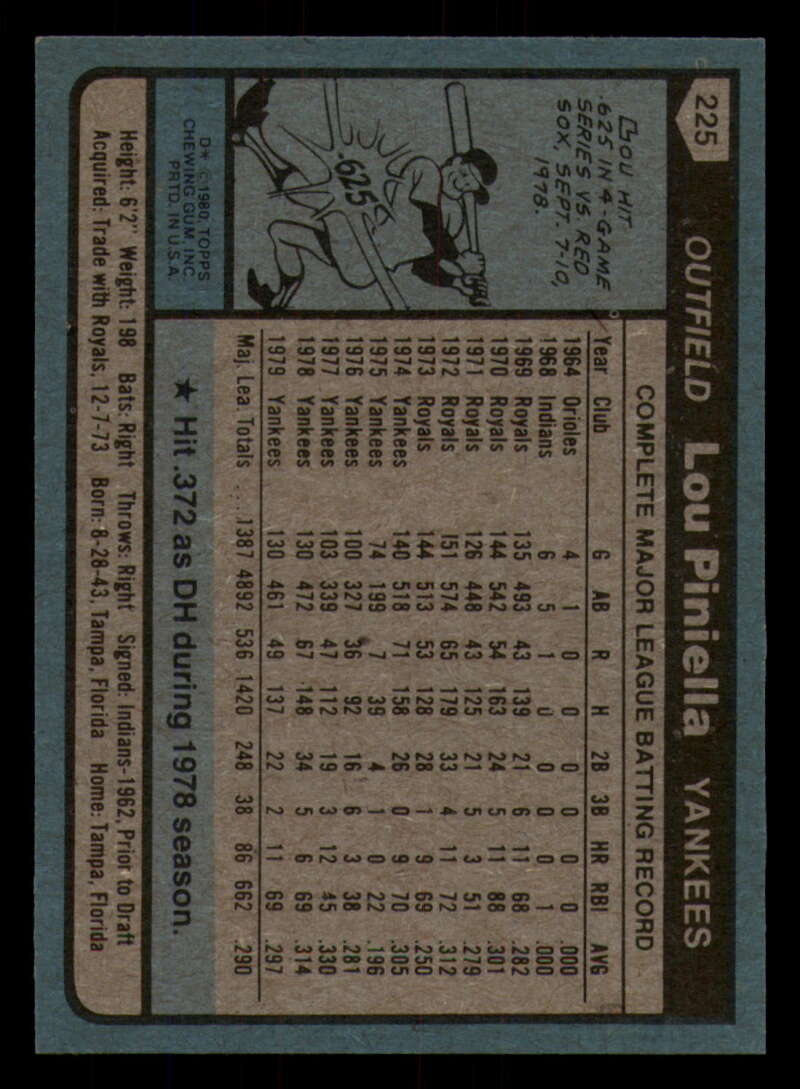 225
OUTFIELD Lou Piniella YANKEES
LOU HIT
.625 IN 4-GAME
SERIES VS. RED
SOX, SEPT. 7-10,
1978.
.625
D* © 1980, TOPPS
CHEWING GUM, INC.
PRTD. IN U.S.A.
COMPLETE MAJOR LEAGUE BATTING RECORD
Year Club G AB R H 2B 3B HR RBI AVG
1964 Orioles 4 1 0 0 0 0 0 0 .000
1968 Indians 6 5 1 0 0 0 0 1 .000
1969 Royals 135 493 43 139 21 6 11 68 .282
1970 Royals 144 542 54 163 24 5 11 88 .301
1971 Royals 126 448 43 125 21 5 3 51 .279
1972 Royals 151 574 65 179 33 4 11 72 .312
1973 Royals 144 513 53 128 28 1 9 69 .250
1974 Yankees 140 518 71 158 26 0 9 70 .305
1975 Yankees 74 199 7 39 4 1 0 22 .196
1976 Yankees 100 327 36 92 16 6 3 38 .281
1977 Yankees 103 339 47 112 19 3 12 45 .330
1978 Yankees 130 472 67 148 34 5 6 69 .314
1979 Yankees 130 461 49 137 22 2 11 69 .297
Maj. Lea. Totals ... 1387 4892 536 1420 248 38 86 662 .290
★ Hit .372 as DH during 1978 season.
Height: 6'2" Weight: 198 Bats: Right Throws: Right Signed: Indians-1962, Prior to Draft
Acquired: Trade with Royals, 12-7-73 Born: 8-28-43, Tampa, Florida Home: Tampa, Florida